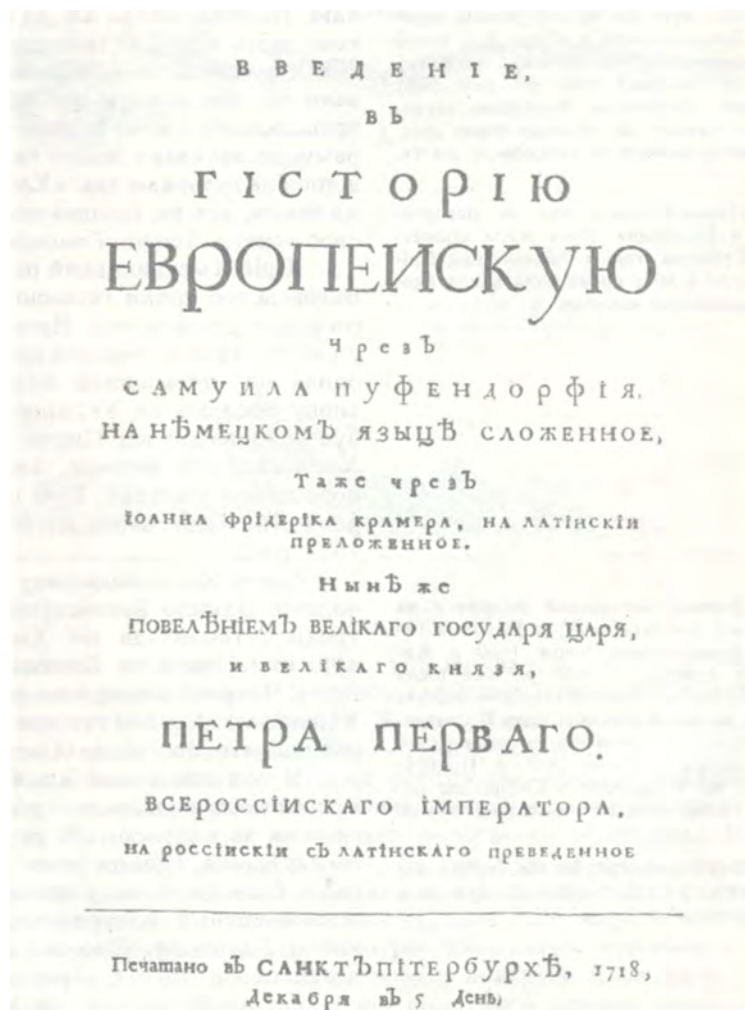 ВВЕДЕНІЕ,
ВЪ
ГІСТОРІЮ
ЕВРОПЕИСКУЮ
чрезЪ
САМУИЛА ПУФЕНДОРФІЯ,
НА НѢМЕЦКОМЪ ЯЗЫЦѢ СЛОЖЕННОЕ,
Таже чрезЪ
ІОАННА ФРІДЕРІКА КРАМЕРА, НА ЛАТІНСКІИ
ПРЕЛОЖЕННОЕ.
НынѢ же
ПОВЕЛѢНІЕМЪ ВЕЛІКАГО ГОСУДАРЯ ЦАРЯ,
И ВЕЛІКАГО КНЯЗЯ,
ПЕТРА ПЕРВАГО.
ВСЕРОССІИСКАГО ІМПЕРАТОРА,
НА РОССІИСКІИ СЪ ЛАТІНСКАГО ПРЕВЕДЕННОЕ
Печатано вЪ САНКТЪПІТЕРБУРХѢ, 1718,
Декабря вЪ 5 день,